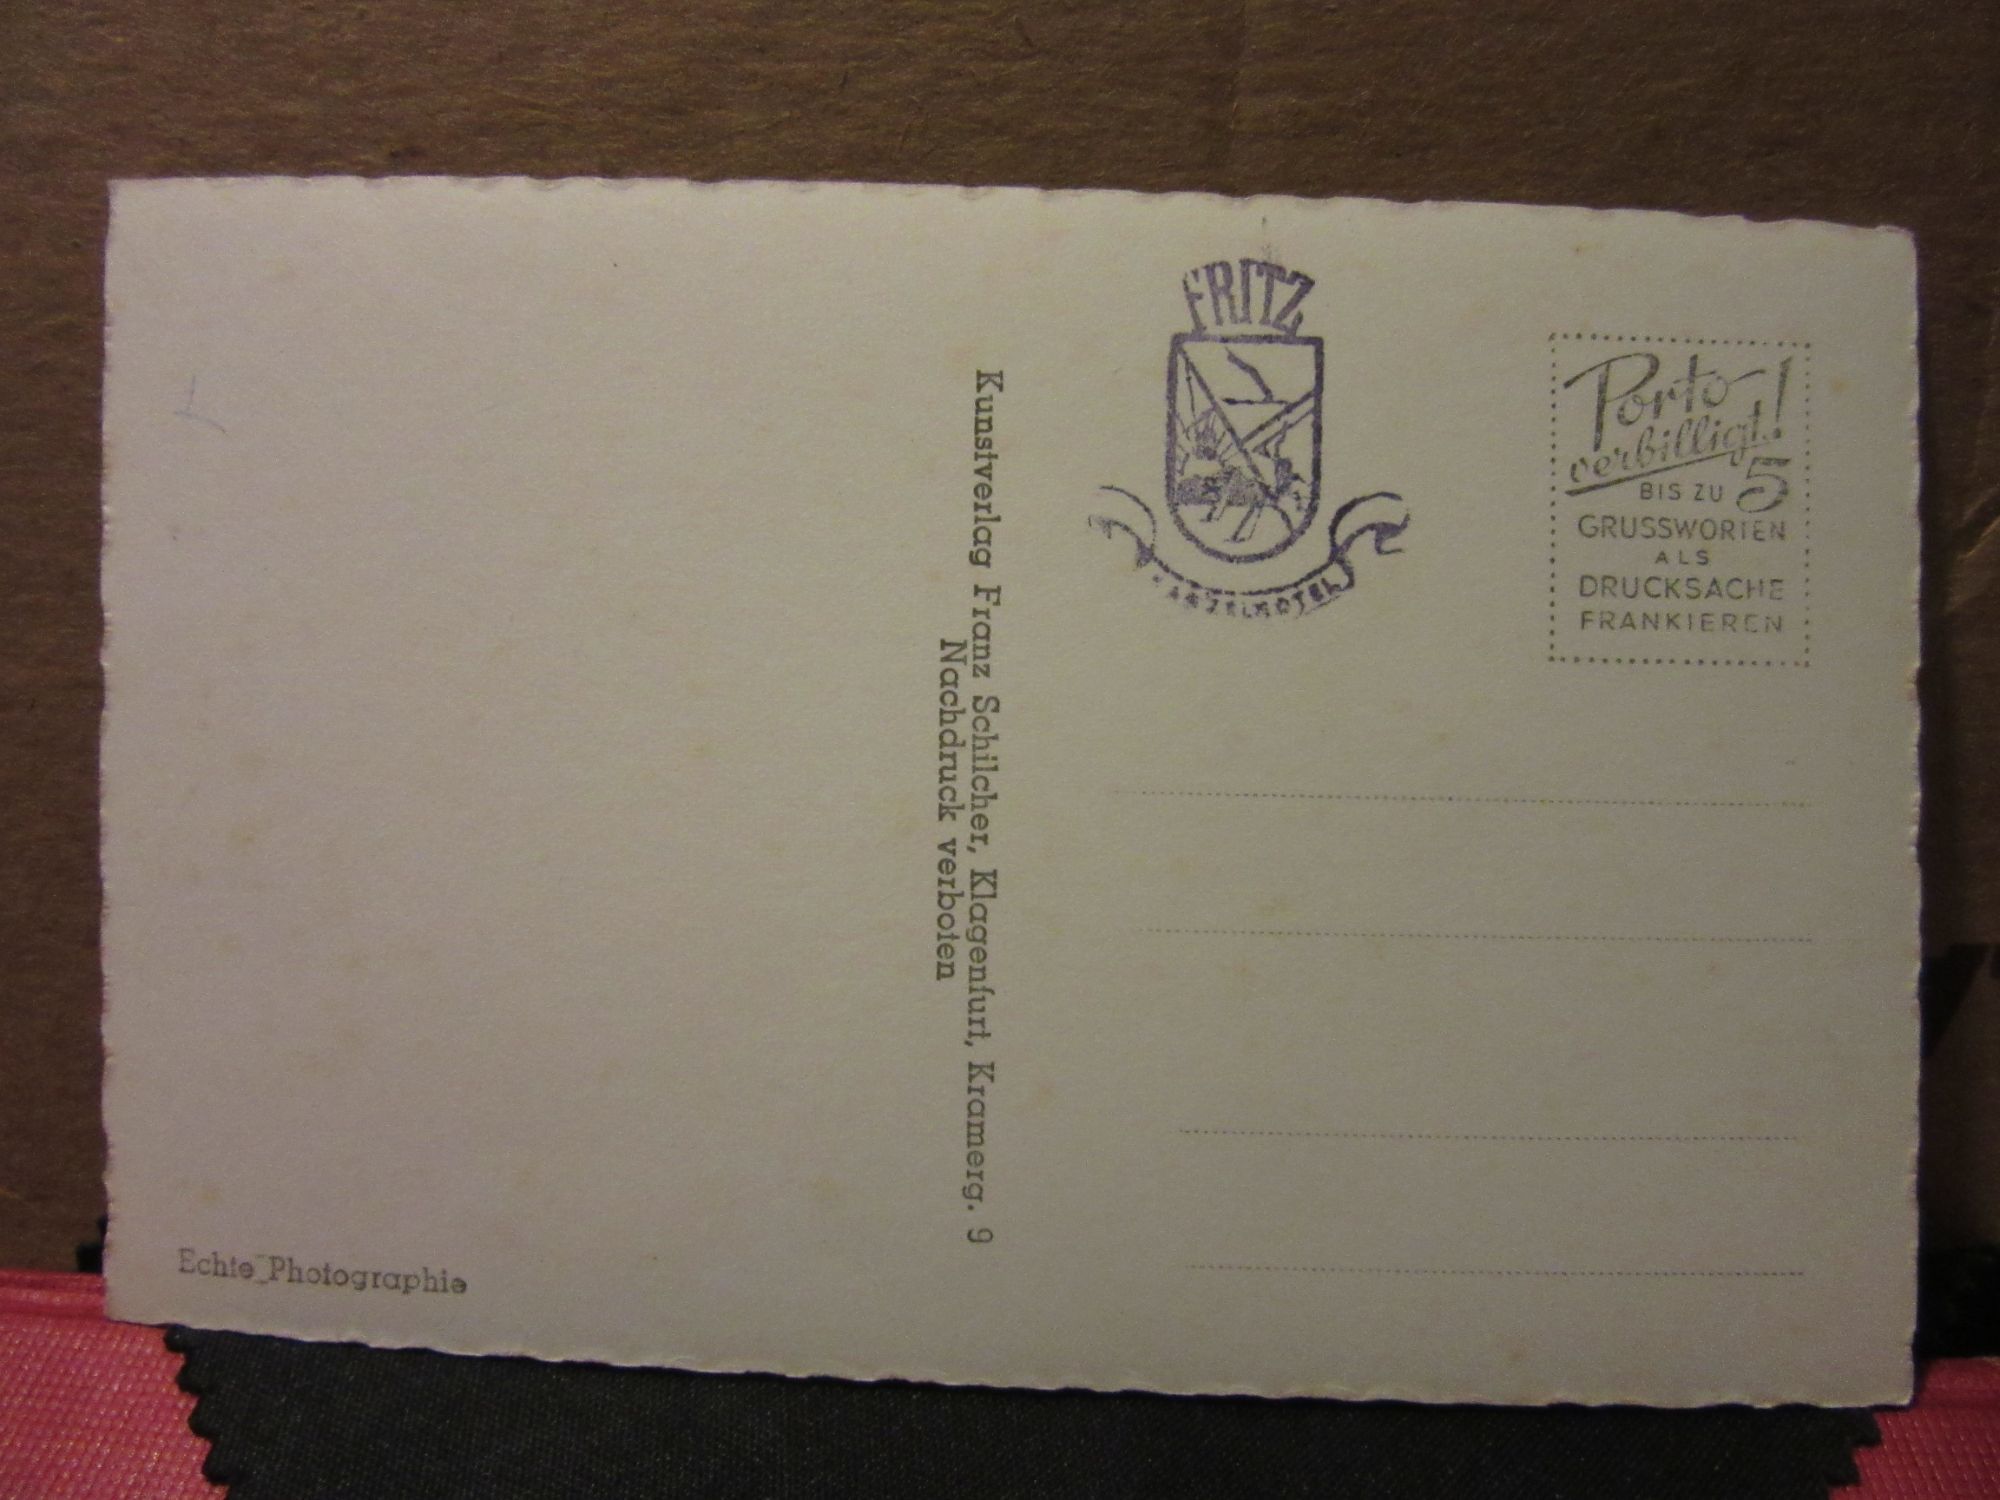 FRITZ
Porto
verbilligt!
BIS ZU 5
GRUSSWORTEN
ALS
DRUCKSACHE
FRANKIEREN
Kunstverlag Franz Schilcher, Klagenfurt, Kramerg. 9
Nachdruck verboten
Echte Photographie